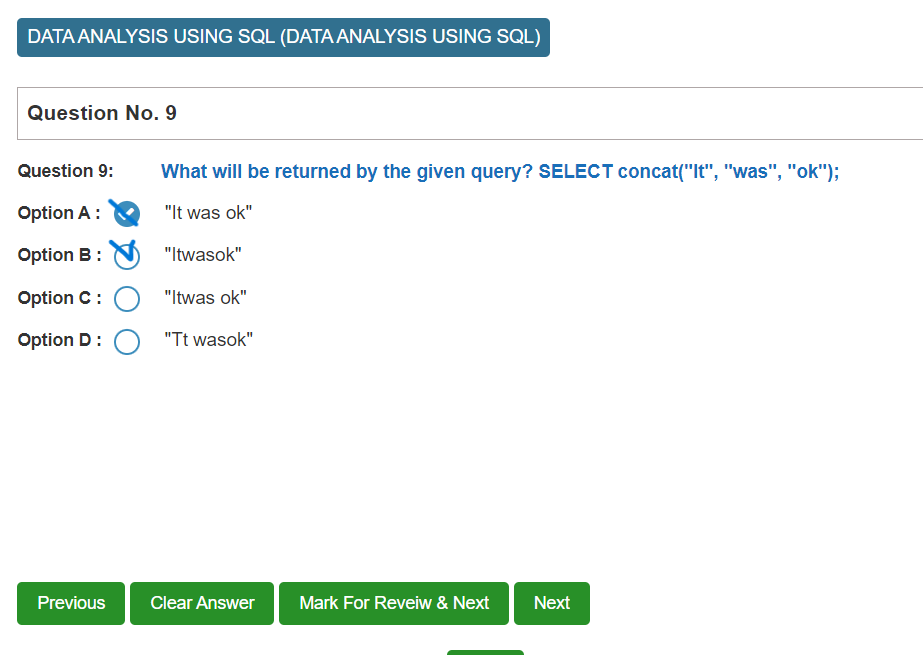 DATA ANALYSIS USING SQL (DATA ANALYSIS USING SQL)
Question No. 9
Question 9: What will be returned by the given query? SELECT concat("It", "was", "ok");
Option A : "It was ok"
Option B : "Itwasok"
Option C : "Itwas ok"
Option D : "Tt wasok"
Previous Clear Answer Mark For Reveiw & Next Next